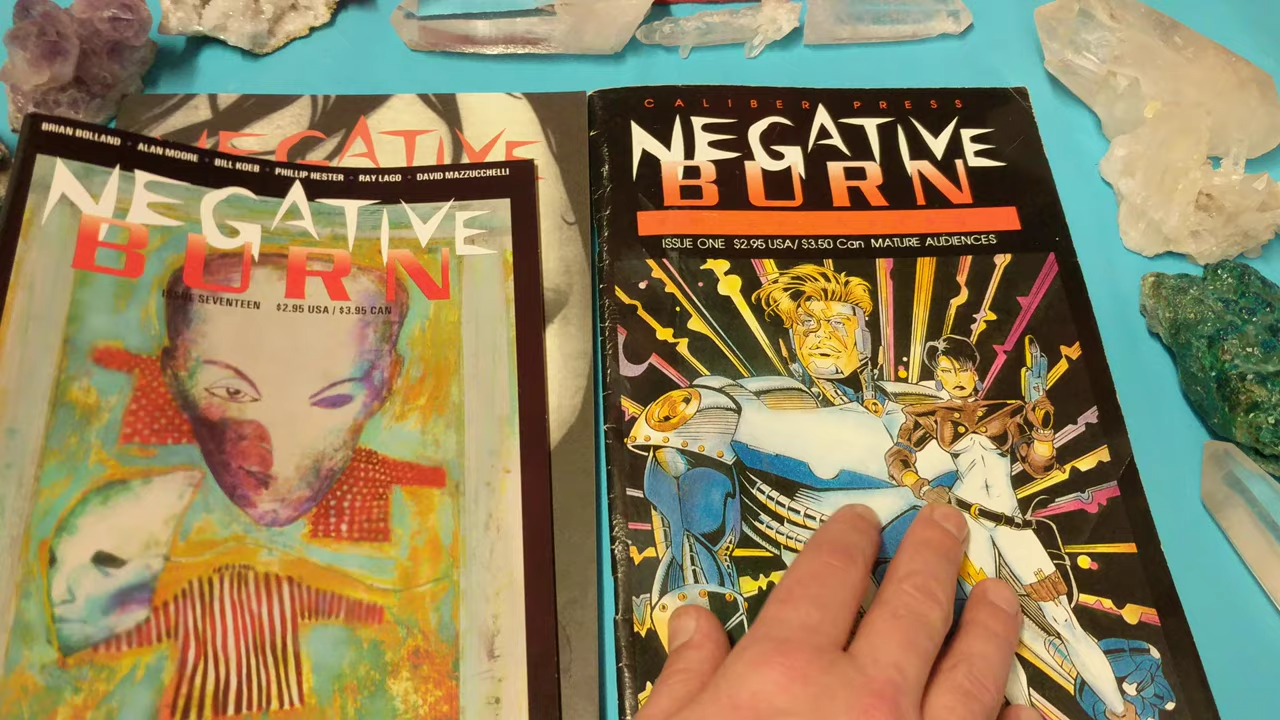 BRIAN BOLLAND • ALAN MOORE • BILL KOEB • PHILLIP HESTER • RAY LAGO • DAVID MAZZUCCHELLI
NEGATIVE
BURN
ISSUE SEVENTEEN $2.95 USA / $3.95 CAN
NEGATIVE
CALIBER PRESS
NEGATIVE
BURN
ISSUE ONE $2.95 USA/ $3.50 Can MATURE AUDIENCES